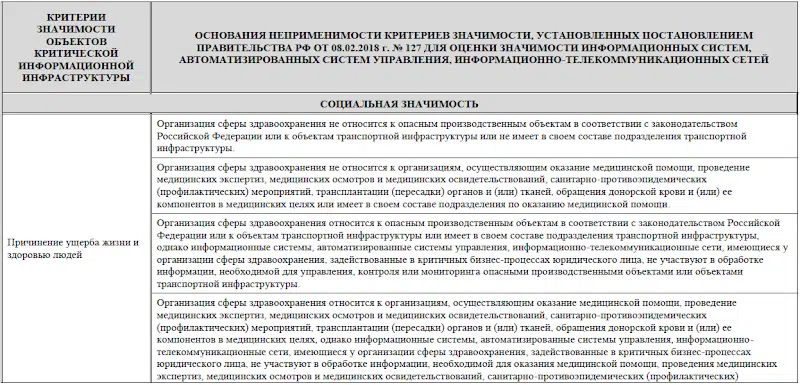 КРИТЕРИИ
ЗНАЧИМОСТИ
ОБЪЕКТОВ
КРИТИЧЕСКОЙ
ИНФОРМАЦИОННОЙ
ИНФРАСТРУКТУРЫ
ОСНОВАНИЯ НЕПРИМЕНИМОСТИ КРИТЕРИЕВ ЗНАЧИМОСТИ, УСТАНОВЛЕННЫХ ПОСТАНОВЛЕНИЕМ
ПРАВИТЕЛЬСТВА РФ ОТ 08.02.2018 г. № 127 ДЛЯ ОЦЕНКИ ЗНАЧИМОСТИ ИНФОРМАЦИОННЫХ СИСТЕМ,
АВТОМАТИЗИРОВАННЫХ СИСТЕМ УПРАВЛЕНИЯ, ИНФОРМАЦИОННО-ТЕЛЕКОММУНИКАЦИОННЫХ СЕТЕЙ
СОЦИАЛЬНАЯ ЗНАЧИМОСТЬ
Причинение ущерба жизни и
здоровью людей
Организация сферы здравоохранения не относится к опасным производственным объектам в соответствии с законодательством
Российской Федерации или к объектам транспортной инфраструктуры или не имеет в своем составе подразделения транспортной
инфраструктуры.
Организация сферы здравоохранения не относится к организациям, осуществляющим оказание медицинской помощи, проведение
медицинских экспертиз, медицинских осмотров и медицинских освидетельствований, санитарно-противоэпидемических
(профилактических) мероприятий, трансплантации (пересадки) органов и (или) тканей, обращения донорской крови и (или) ее
компонентов в медицинских целях или имеет в своем составе подразделения по оказанию медицинской помощи.
Организация сферы здравоохранения относится к опасным производственным объектам в соответствии с законодательством Российской
Федерации или к объектам транспортной инфраструктуры или имеет в своем составе подразделения транспортной инфраструктуры,
однако информационные системы, автоматизированные системы управления, информационно-телекоммуникационные сети, имеющиеся у
организации сферы здравоохранения, задействованные в критичных бизнес-процессах юридического лица, не участвуют в обработке
информации, необходимой для управления, контроля или мониторинга опасными производственными объектами или объектами
транспортной инфраструктуры.
Организация сферы здравоохранения относится к организациям, осуществляющим оказание медицинской помощи, проведение
медицинских экспертиз, медицинских осмотров и медицинских освидетельствований, санитарно-противоэпидемических
(профилактических) мероприятий, трансплантации (пересадки) органов и (или) тканей, обращения донорской крови и (или) ее
компонентов в медицинских целях, однако информационные системы, автоматизированные системы управления, информационно-
телекоммуникационные сети, имеющиеся у организации сферы здравоохранения, задействованные в критичных бизнес-процессах
юридического лица, не участвуют в обработке информации, необходимой для оказания медицинской помощи, проведения медицинских
экспертиз, медицинских осмотров и медицинских освидетельствований, санитарно-противоэпидемических (профилактических)